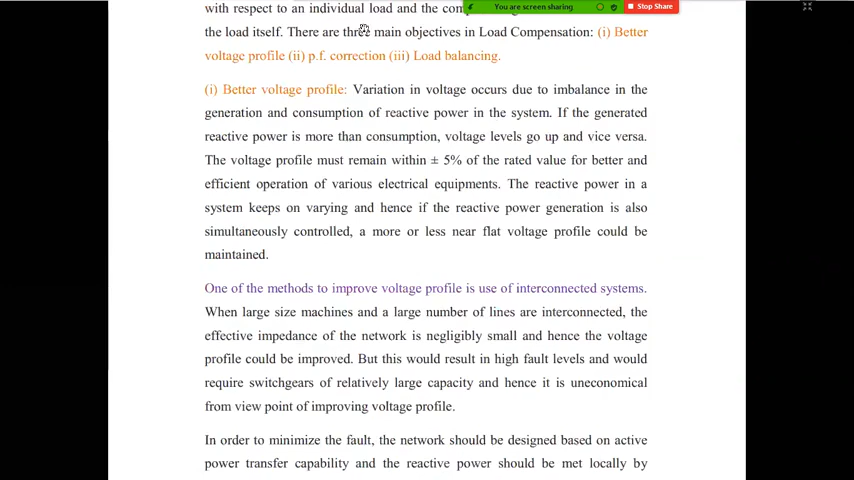 You are screen sharing
Stop Share
with respect to an individual load and the
the load itself. There are three main objectives in Load Compensation: (i) Better
voltage profile (ii) p.f. correction (iii) Load balancing.
(i) Better voltage profile: Variation in voltage occurs due to imbalance in the
generation and consumption of reactive power in the system. If the generated
reactive power is more than consumption, voltage levels go up and vice versa.
The voltage profile must remain within ± 5% of the rated value for better and
efficient operation of various electrical equipments. The reactive power in a
system keeps on varying and hence if the reactive power generation is also
simultaneously controlled, a more or less near flat voltage profile could be
maintained.
One of the methods to improve voltage profile is use of interconnected systems.
When large size machines and a large number of lines are interconnected, the
effective impedance of the network is negligibly small and hence the voltage
profile could be improved. But this would result in high fault levels and would
require switchgears of relatively large capacity and hence it is uneconomical
from view point of improving voltage profile.
In order to minimize the fault, the network should be designed based on active
power transfer capability and the reactive power should be met locally by